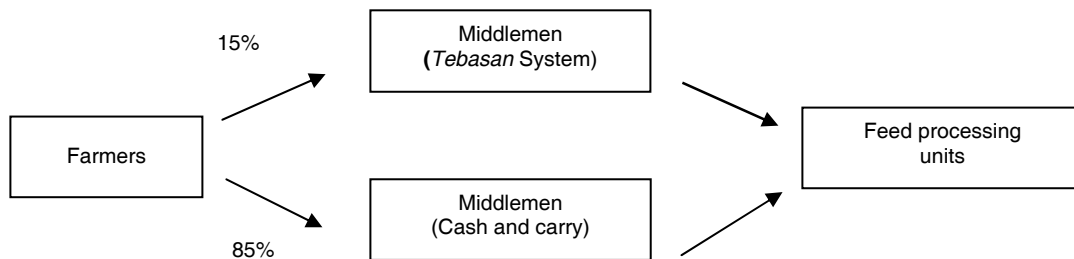 15%
Middlemen
(Tebasan System)
Farmers
Feed processing
units
Middlemen
(Cash and carry)
85%